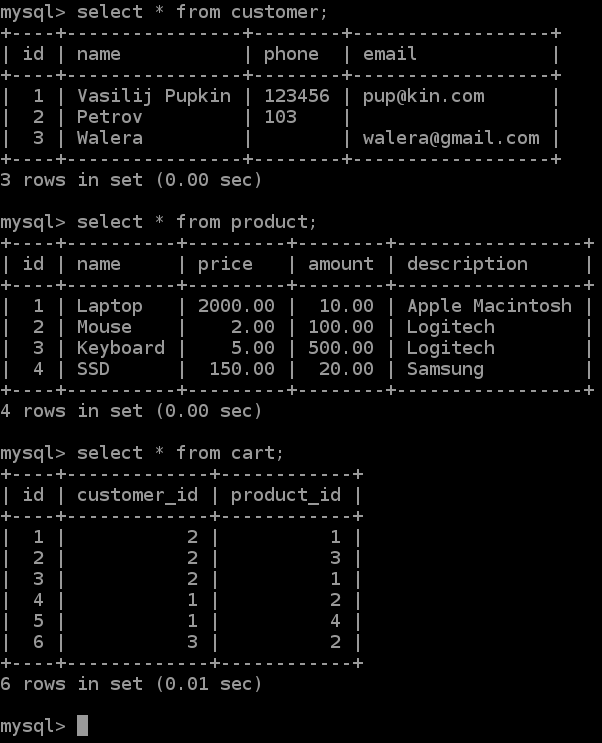 mysql> select * from customer;
+----+----------------+--------+------------------+
| id | name           | phone  | email            |
+----+----------------+--------+------------------+
|  1 | Vasilij Pupkin | 123456 | pup@kin.com      |
|  2 | Petrov         | 103    |                  |
|  3 | Walera         |        | walera@gmail.com |
+----+----------------+--------+------------------+
3 rows in set (0.00 sec)

mysql> select * from product;
+----+----------+---------+--------+-----------------+
| id | name     | price   | amount | description     |
+----+----------+---------+--------+-----------------+
|  1 | Laptop   | 2000.00 |  10.00 | Apple Macintosh |
|  2 | Mouse    |    2.00 | 100.00 | Logitech        |
|  3 | Keyboard |    5.00 | 500.00 | Logitech        |
|  4 | SSD      |  150.00 |  20.00 | Samsung         |
+----+----------+---------+--------+-----------------+
4 rows in set (0.00 sec)

mysql> select * from cart;
+----+-------------+------------+
| id | customer_id | product_id |
+----+-------------+------------+
|  1 |           2 |          1 |
|  2 |           2 |          3 |
|  3 |           2 |          1 |
|  4 |           1 |          2 |
|  5 |           1 |          4 |
|  6 |           3 |          2 |
+----+-------------+------------+
6 rows in set (0.01 sec)

mysql>